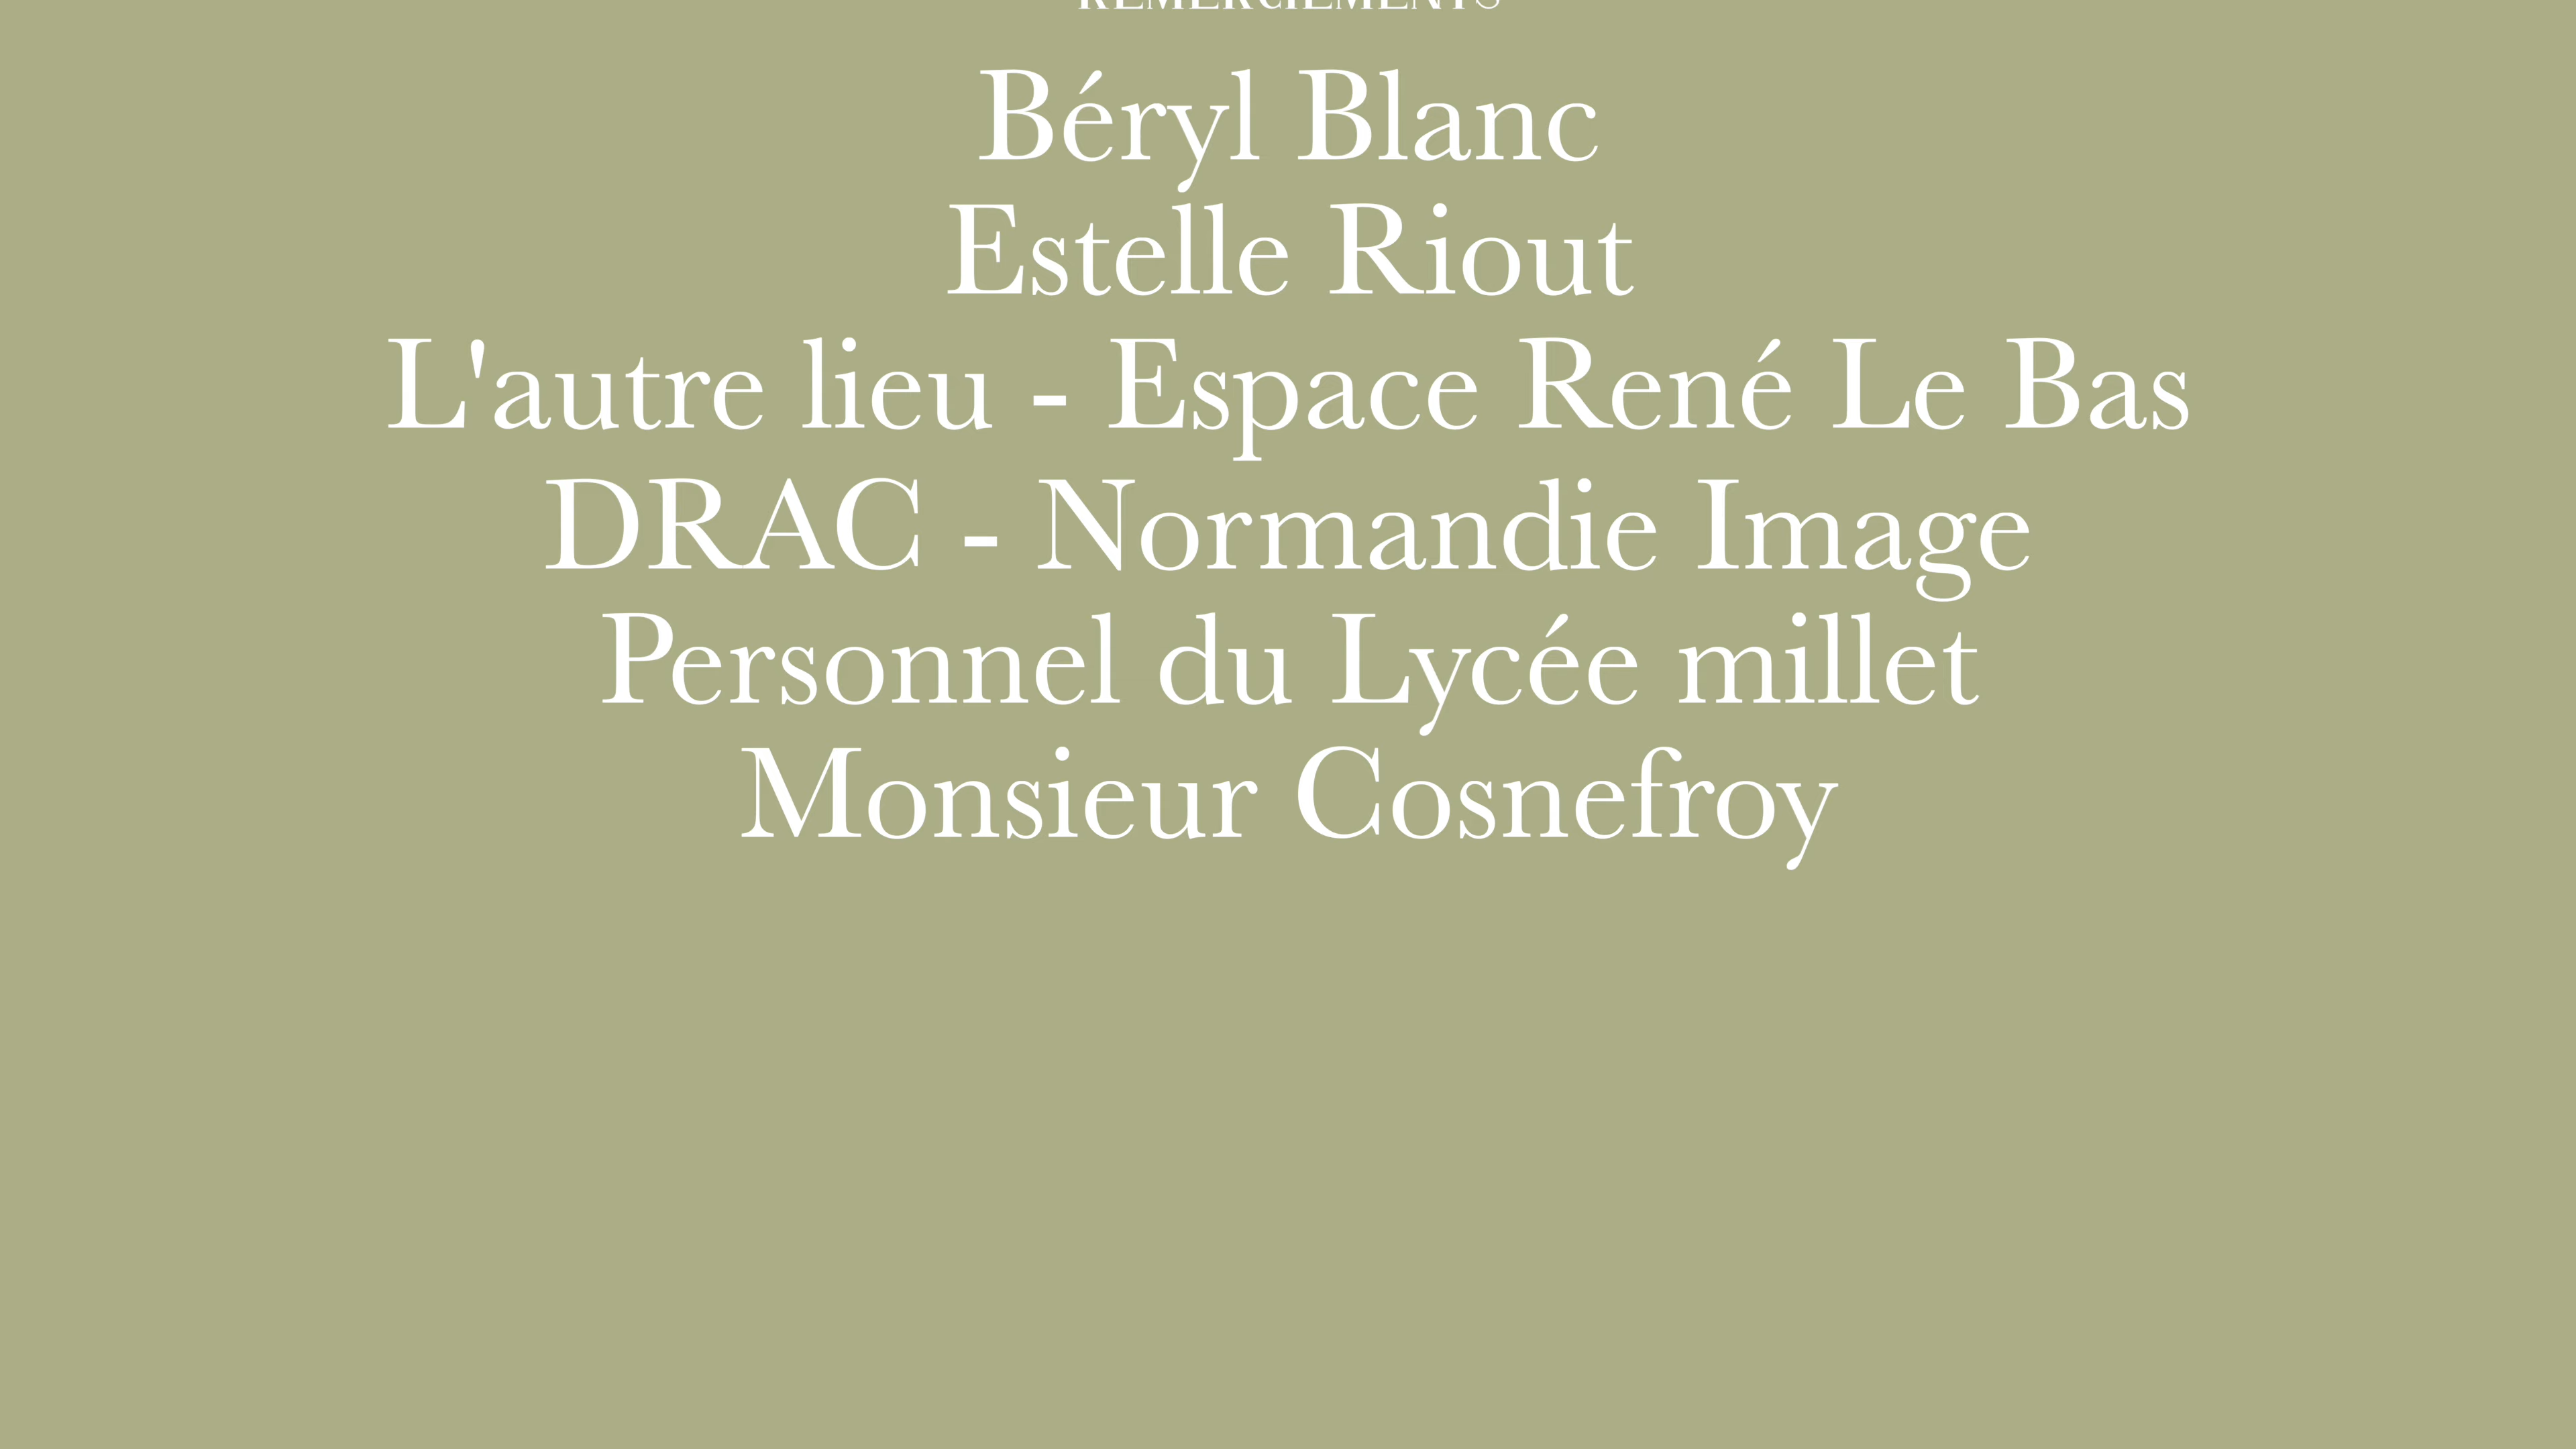 REMERCIEMENTS
Béryl Blanc
Estelle Riout
L'autre lieu - Espace René Le Bas
DRAC - Normandie Image
Personnel du Lycée millet
Monsieur Cosnefroy